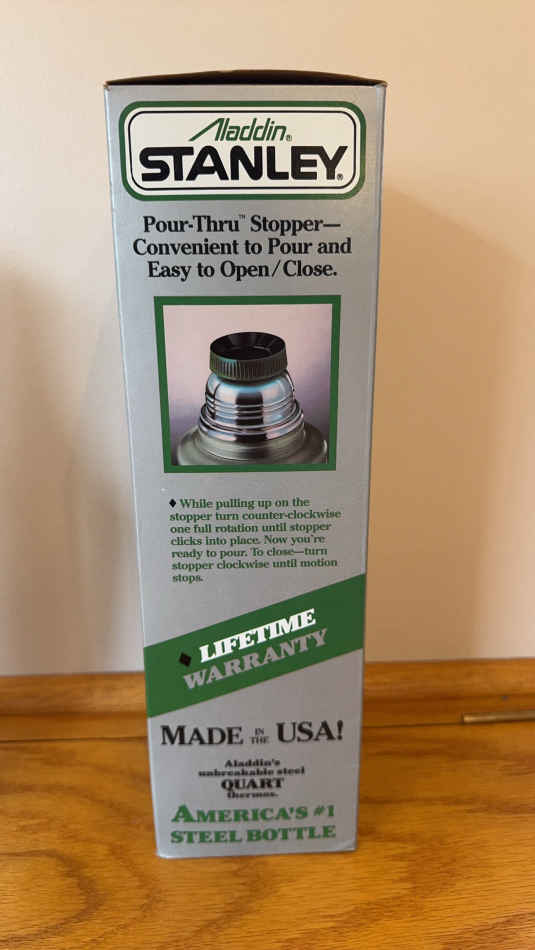 Aladdin®
STANLEY®
Pour-Thru™ Stopper—
Convenient to Pour and
Easy to Open/Close.
♦ While pulling up on the
stopper turn counter-clockwise
one full rotation until stopper
clicks into place. Now you're
ready to pour. To close—turn
stopper clockwise until motion
stops.
♦ LIFETIME
WARRANTY
MADE IN THE USA!
Aladdin's
unbreakable steel
QUART
thermos.
AMERICA'S #1
STEEL BOTTLE